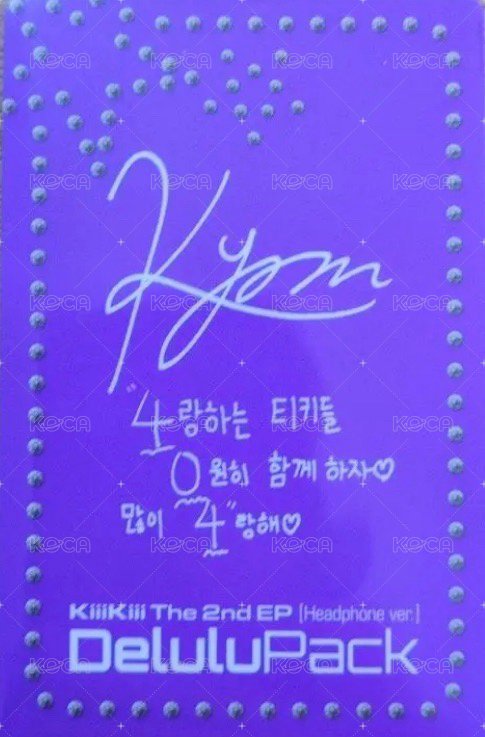 Kyum
"4랑하는 티키들
0원히 함께 하자♡
많이 4"랑해♡
KiiiKiii The 2nd EP [Headphone ver.]
DeluluPack